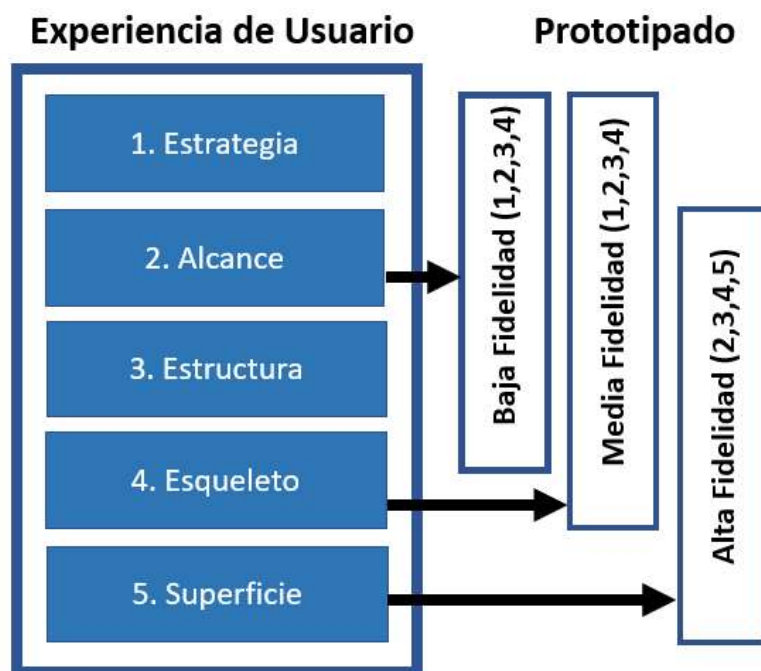 Experiencia de Usuario
Prototipado
1. Estrategia
2. Alcance
3. Estructura
4. Esqueleto
5. Superficie
Baja Fidelidad (1,2,3,4)
Media Fidelidad (1,2,3,4)
Alta Fidelidad (2,3,4,5)